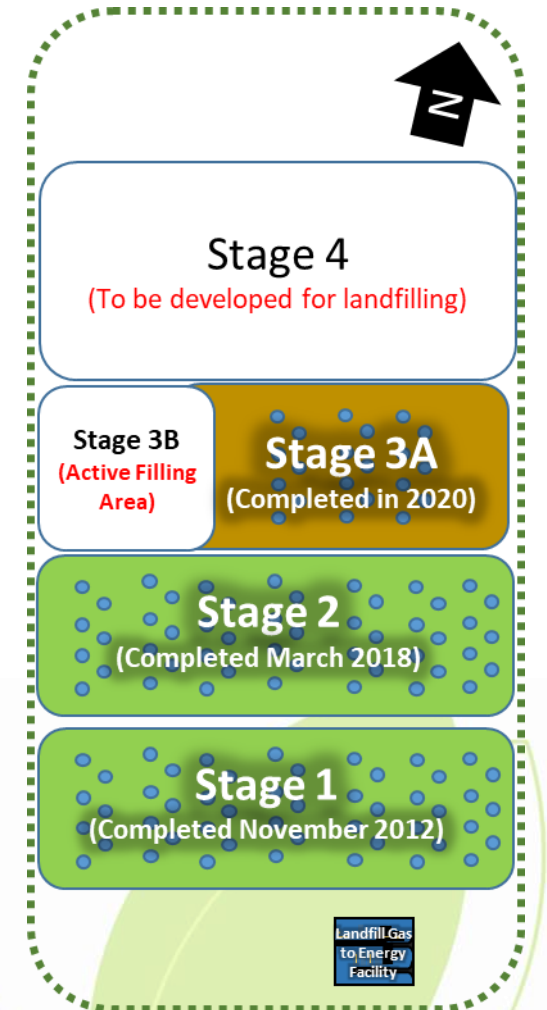 N
Stage 4
(To be developed for landfilling)
Stage 3B
(Active Filling
Area)
Stage 3A
(Completed in 2020)
Stage 2
(Completed March 2018)
Stage 1
(Completed November 2012)
Landfill Gas
to Energy
Facility